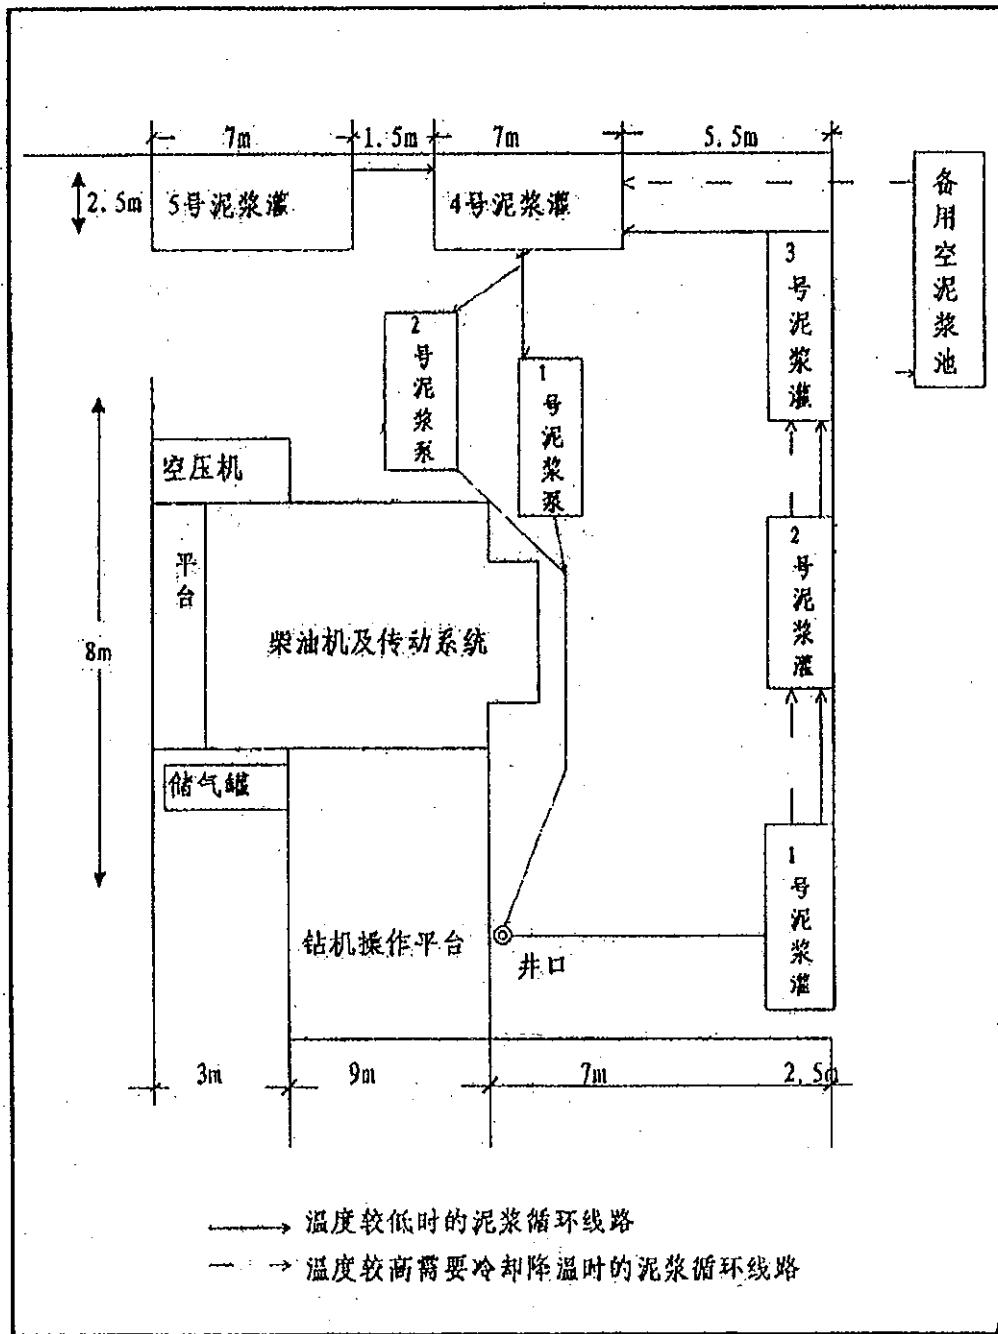 7m
1.5m
7m
5.5m
2.5m
5号泥浆灌
4号泥浆灌
备用空泥浆池
3号泥浆灌
2号泥浆泵
1号泥浆泵
空压机
平台
2号泥浆灌
柴油机及传动系统
8m
储气罐
1号泥浆灌
钻机操作平台
井口
3m
9m
7m
2.5m
温度较低时的泥浆循环线路
温度较高需要冷却降温时的泥浆循环线路